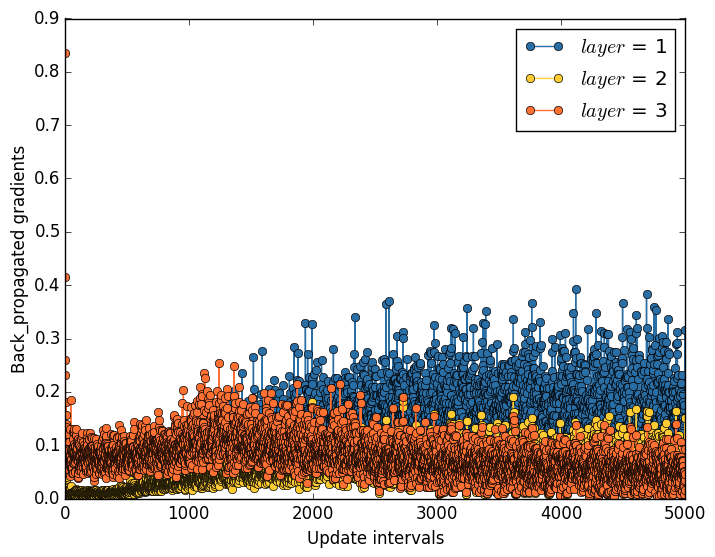 0.9
0.8
0.7
0.6
0.5
0.4
0.3
0.2
0.1
0.0
Back_propagated gradients
layer = 1
layer = 2
layer = 3
0 1000 2000 3000 4000 5000
Update intervals